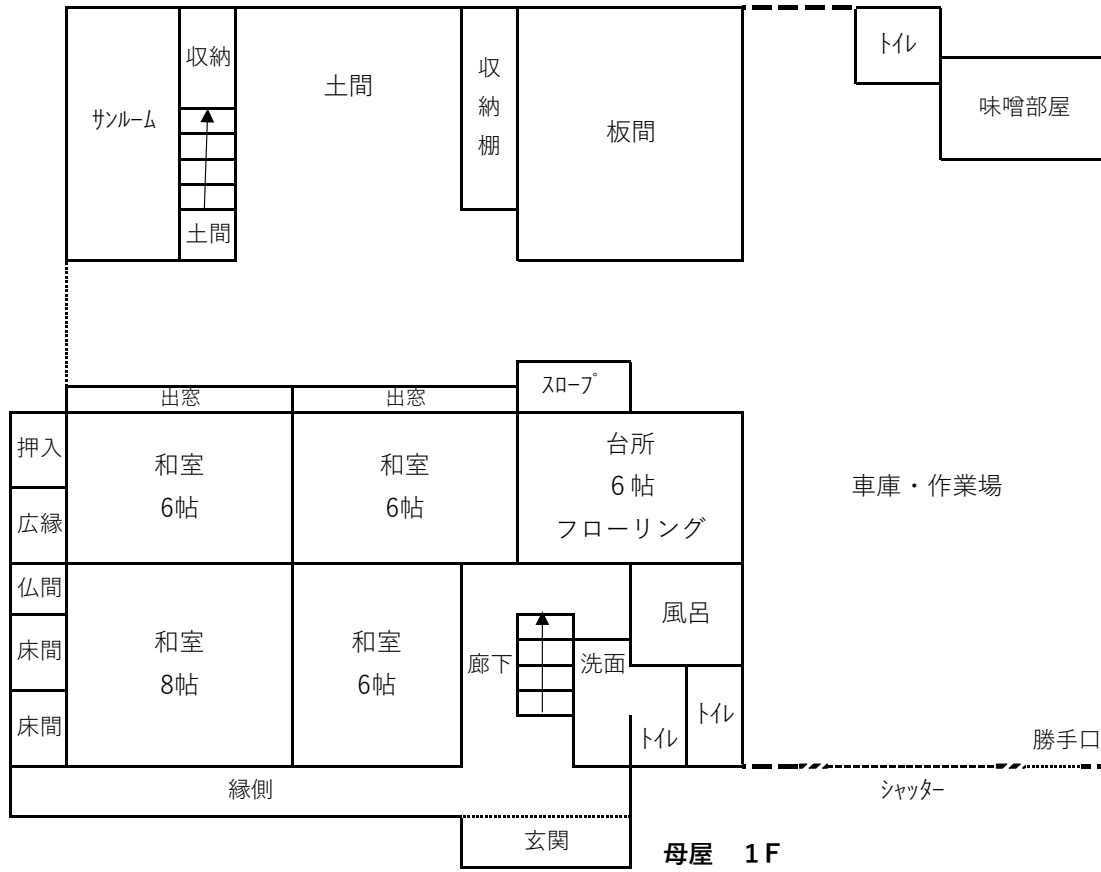 収納
土間
収納棚
板間
トイレ
味噌部屋
サンルーム
土間
スロープ
出窓
出窓
押入
和室
6帖
和室
6帖
台所
６帖
フローリング
車庫・作業場
広縁
仏間
床間
床間
和室
8帖
和室
6帖
廊下
洗面
風呂
トイレ
トイレ
勝手口
シャッター
縁側
玄関
母屋　１F